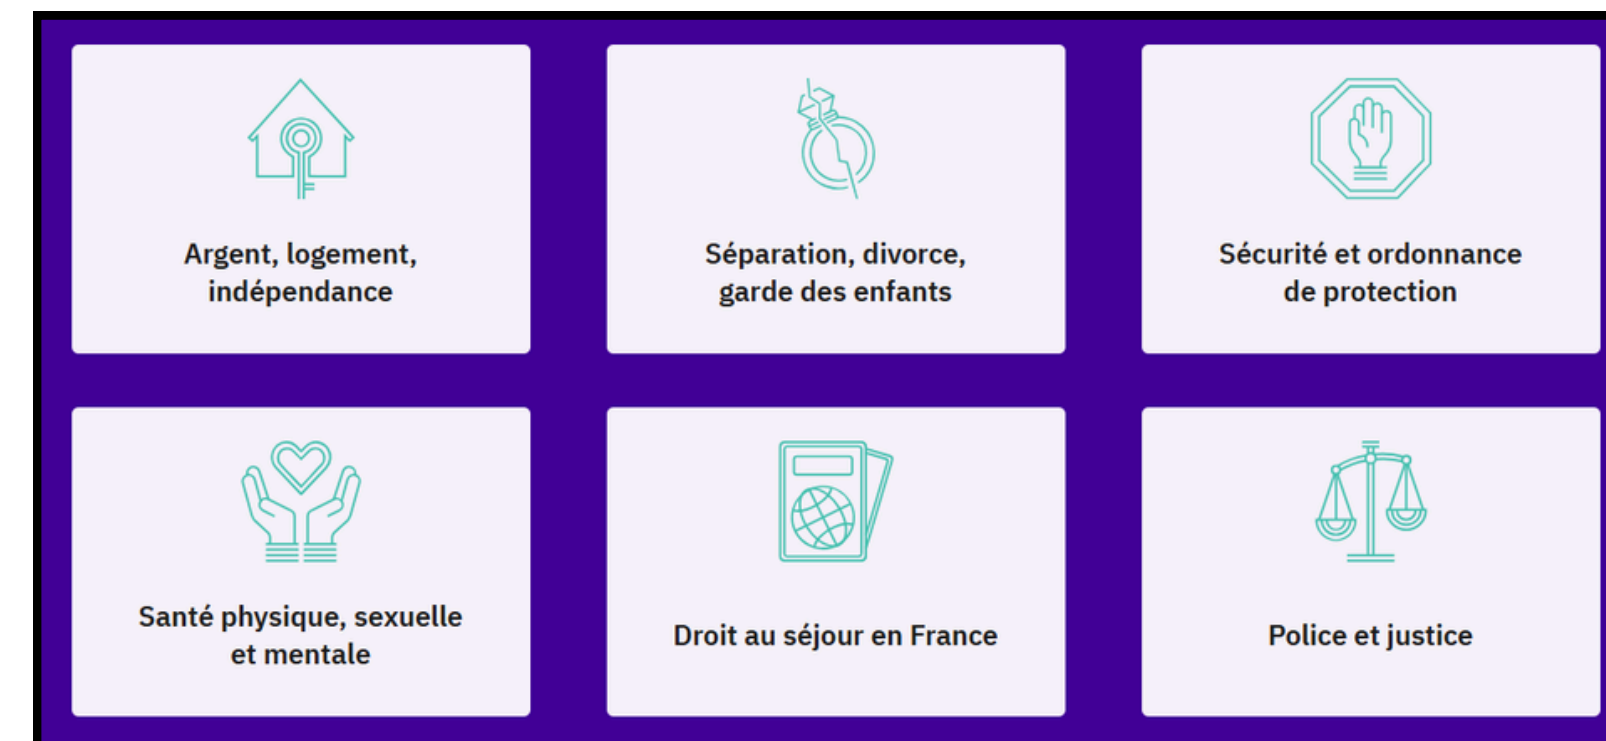 Argent, logement,
indépendance
Séparation, divorce,
garde des enfants
Sécurité et ordonnance
de protection
Santé physique, sexuelle
et mentale
Droit au séjour en France
Police et justice